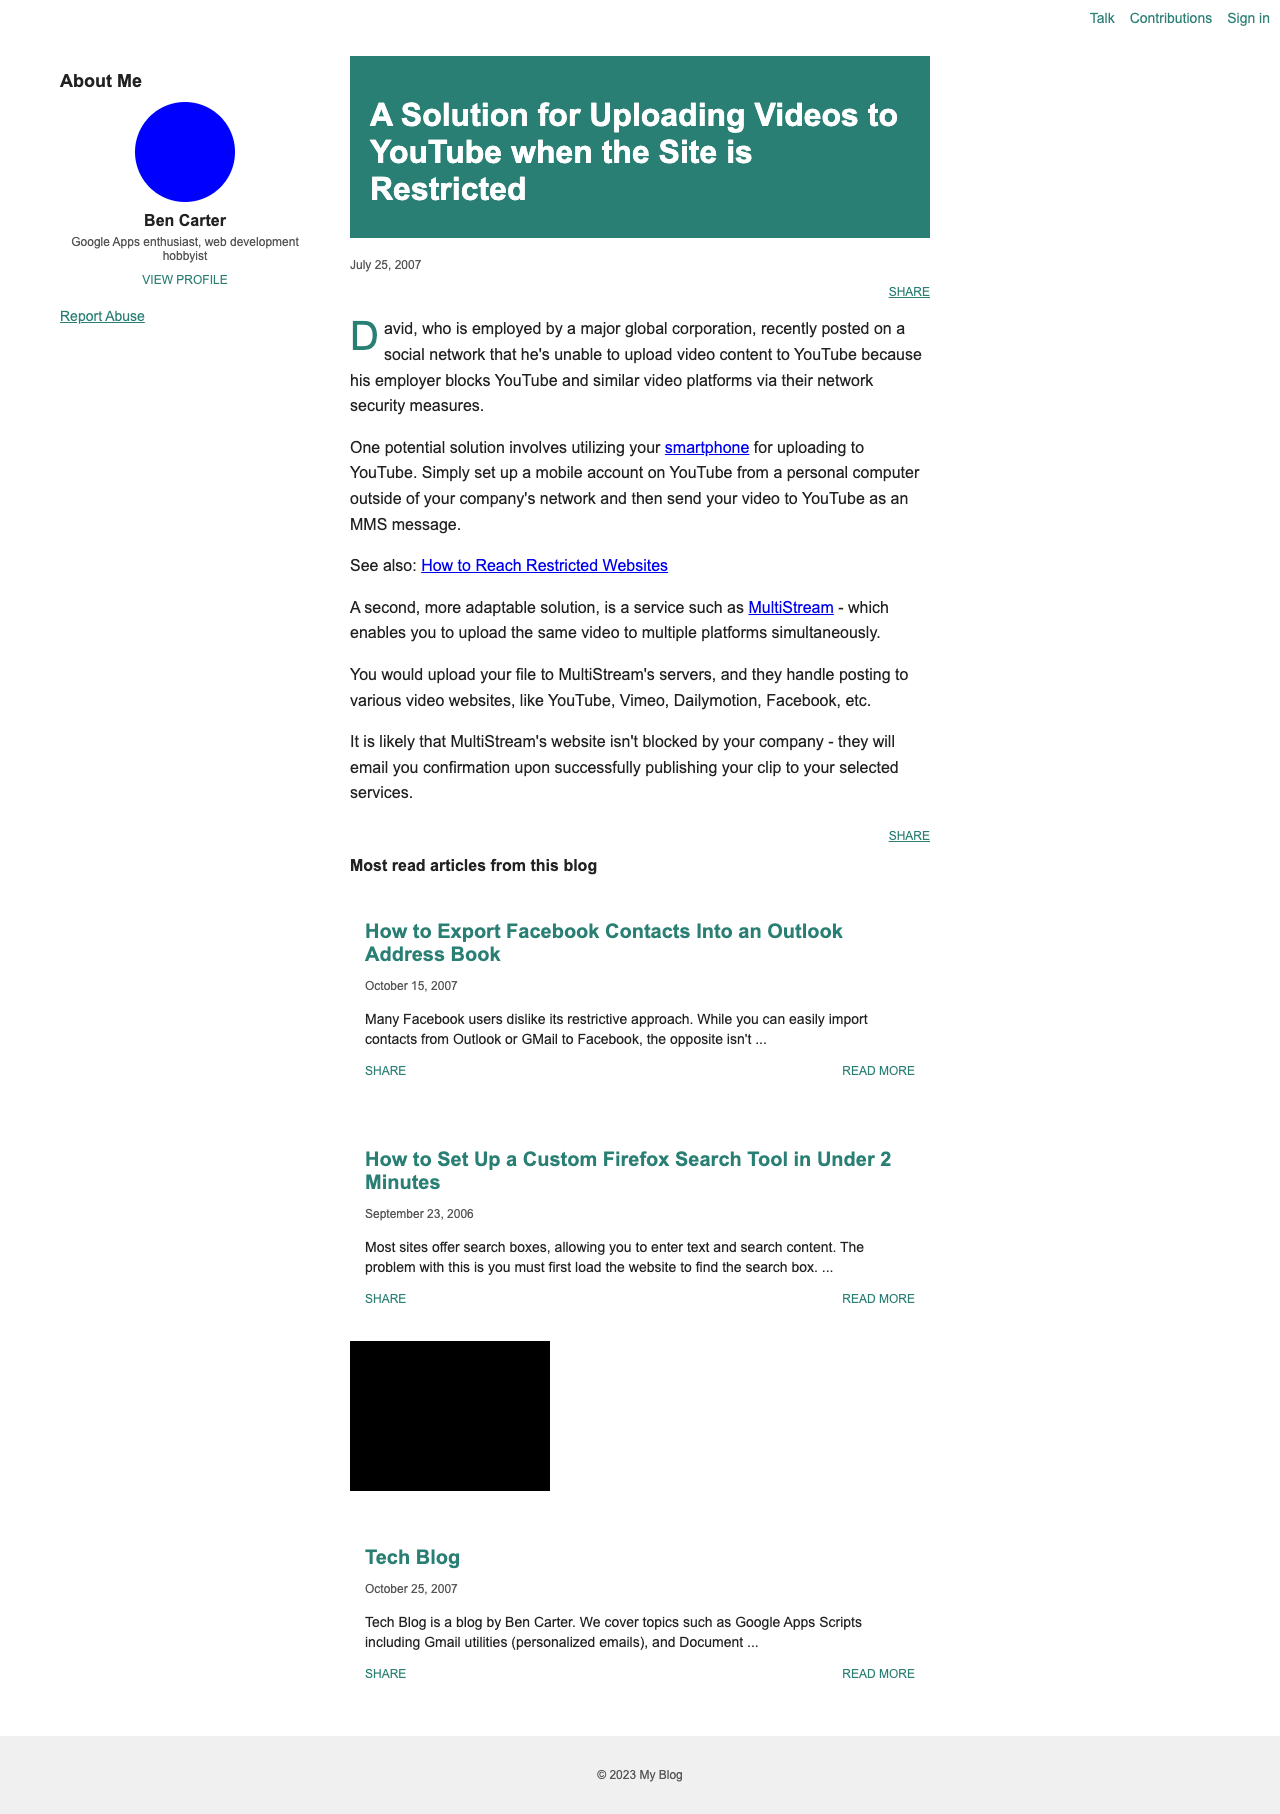 Talk Contributions Sign in
About Me
Ben Carter
Google Apps enthusiast, web development
hobbyist
VIEW PROFILE
Report Abuse
A Solution for Uploading Videos to
YouTube when the Site is
Restricted
July 25, 2007
SHARE
David, who is employed by a major global corporation, recently posted on a
social network that he's unable to upload video content to YouTube because
his employer blocks YouTube and similar video platforms via their network
security measures.
One potential solution involves utilizing your smartphone for uploading to
YouTube. Simply set up a mobile account on YouTube from a personal computer
outside of your company's network and then send your video to YouTube as an
MMS message.
See also: How to Reach Restricted Websites
A second, more adaptable solution, is a service such as MultiStream - which
enables you to upload the same video to multiple platforms simultaneously.
You would upload your file to MultiStream's servers, and they handle posting to
various video websites, like YouTube, Vimeo, Dailymotion, Facebook, etc.
It is likely that MultiStream's website isn't blocked by your company - they will
email you confirmation upon successfully publishing your clip to your selected
services.
SHARE
Most read articles from this blog
How to Export Facebook Contacts Into an Outlook
Address Book
October 15, 2007
Many Facebook users dislike its restrictive approach. While you can easily import
contacts from Outlook or GMail to Facebook, the opposite isn't ...
SHARE READ MORE
How to Set Up a Custom Firefox Search Tool in Under 2
Minutes
September 23, 2006
Most sites offer search boxes, allowing you to enter text and search content. The
problem with this is you must first load the website to find the search box. ...
SHARE READ MORE
Tech Blog
October 25, 2007
Tech Blog is a blog by Ben Carter. We cover topics such as Google Apps Scripts
including Gmail utilities (personalized emails), and Document ...
SHARE READ MORE
© 2023 My Blog